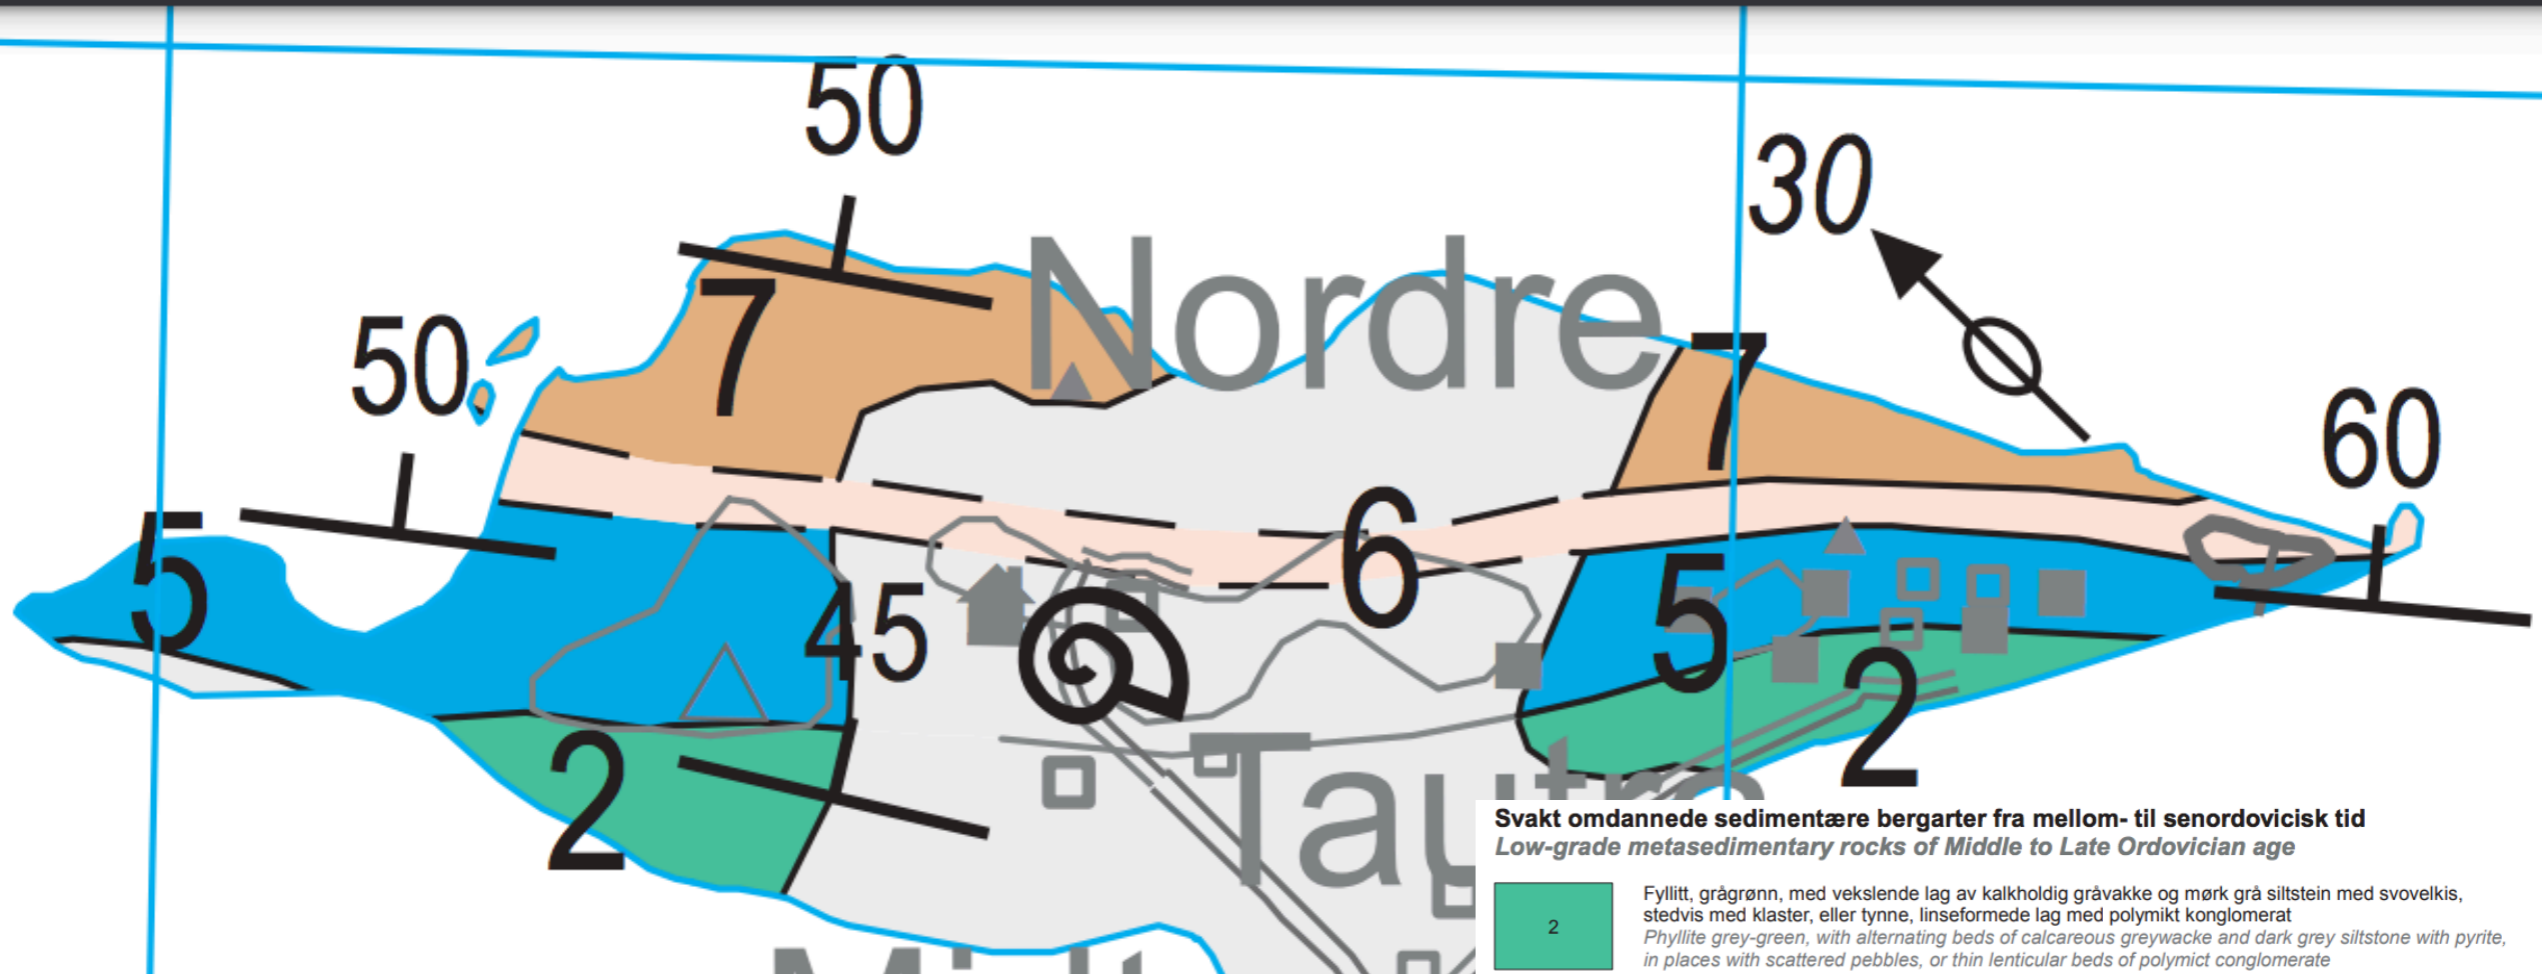 50
30
Nordre
50
7
7
60
5
6
5
45
2
2
Tautra
Svakt omdannede sedimentære bergarter fra mellom- til senordovicisk tid
Low-grade metasedimentary rocks of Middle to Late Ordovician age
2
Fyllitt, grågrønn, med vekslende lag av kalkholdig gråvakke og mørk grå siltstein med svovelkis,
stedvis med klaster, eller tynne, linseformede lag med polymikt konglomerat
Phyllite grey-green, with alternating beds of calcareous greywacke and dark grey siltstone with pyrite,
in places with scattered pebbles, or thin lenticular beds of polymict conglomerate